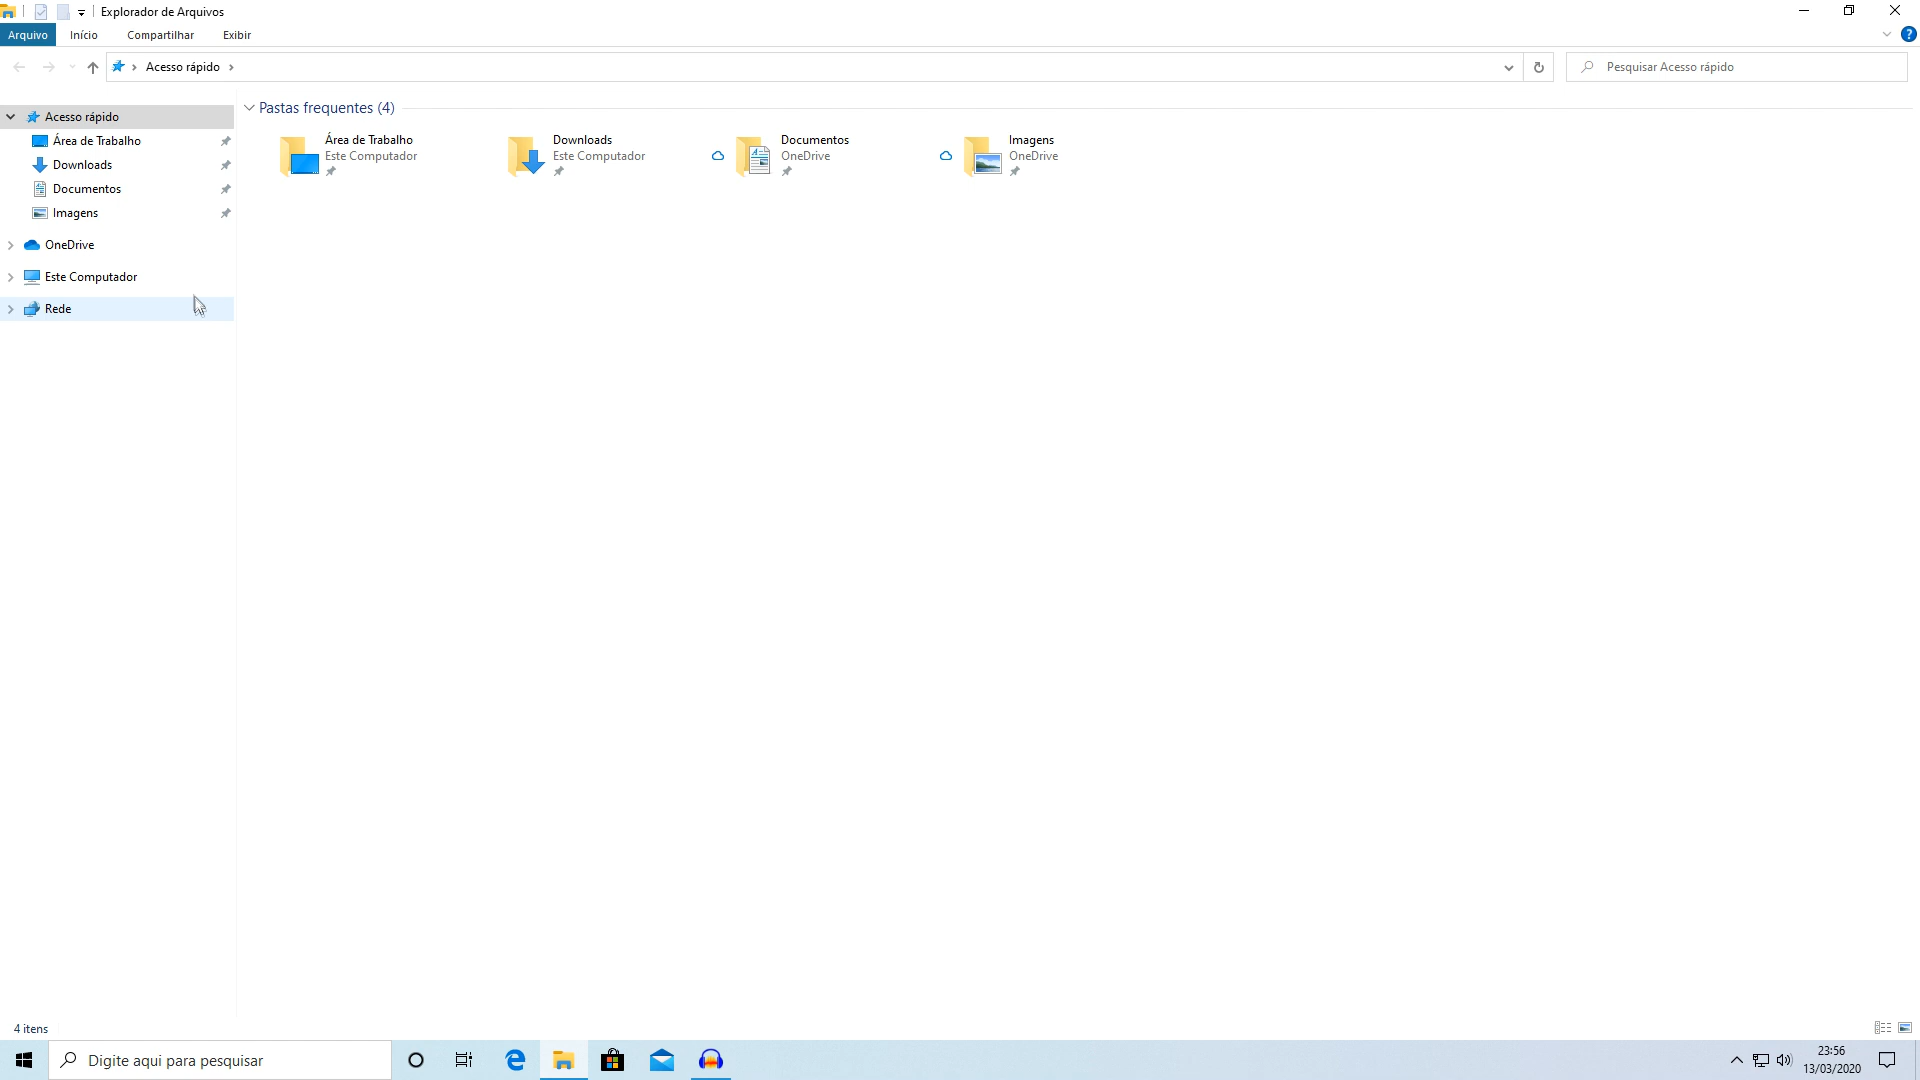 Explorador de Arquivos
Arquivo Início Compartilhar Exibir
Acesso rápido
Pesquisar Acesso rápido
Acesso rápido
Área de Trabalho
Downloads
Documentos
Imagens
OneDrive
Este Computador
Rede
Pastas frequentes (4)
Área de Trabalho
Este Computador
Downloads
Este Computador
Documentos
OneDrive
Imagens
OneDrive
4 itens
Digite aqui para pesquisar
23:56
13/03/2020